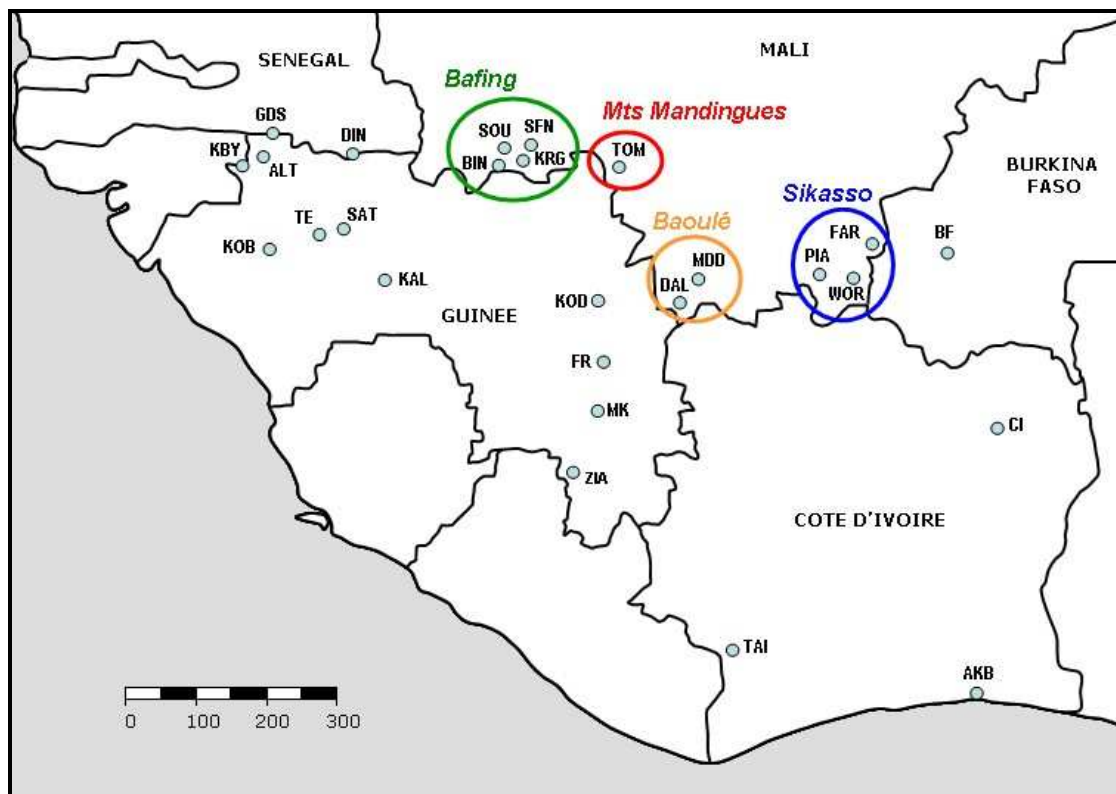 MALI
SENEGAL
Bafing
Mts Mandingues
GDS
SOU
SFN
DIN
KBY
ALT
BIN
KRG
TOM
BURKINA
FASO
Sikasso
Baoulé
TE
SAT
FAR
BF
KOB
MDD
PIA
KAL
DAL
WOR
KOD
GUINEE
FR
MK
CI
ZIA
COTE D'IVOIRE
TAI
AKB
0 100 200 300